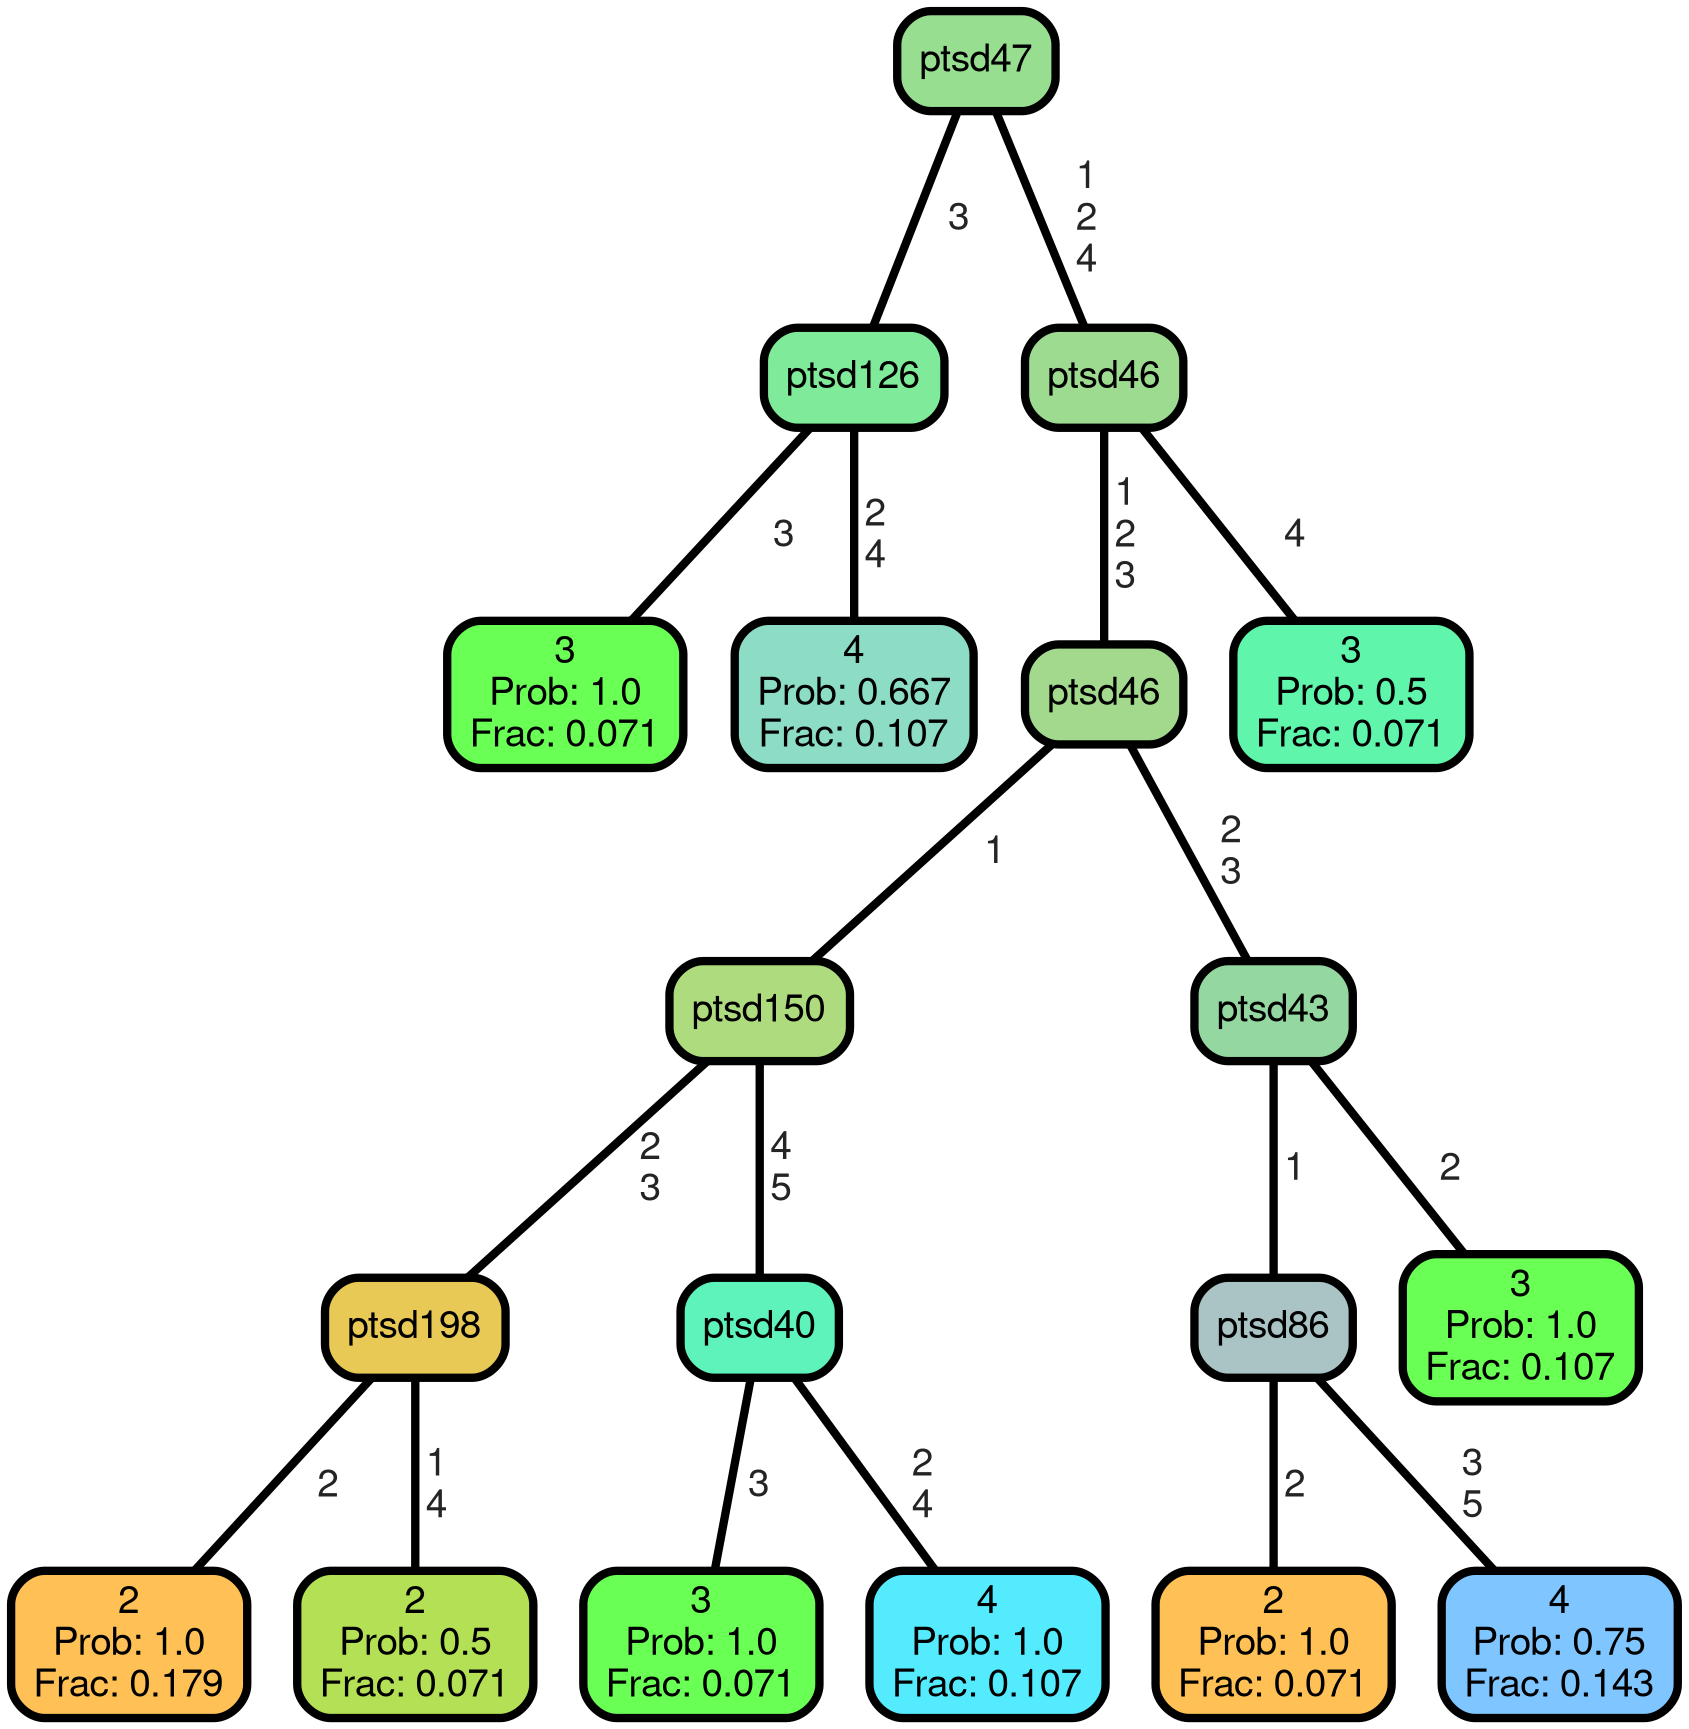 ptsd47
3
1
2
4
ptsd126
ptsd46
3
2
4
1
2
3
4
3
Prob: 1.0
Frac: 0.071
4
Prob: 0.667
Frac: 0.107
ptsd46
3
Prob: 0.5
Frac: 0.071
1
2
3
ptsd150
ptsd43
2
3
4
5
1
2
ptsd198
ptsd40
ptsd86
3
Prob: 1.0
Frac: 0.107
2
1
4
3
2
4
2
3
5
2
Prob: 1.0
Frac: 0.179
2
Prob: 0.5
Frac: 0.071
3
Prob: 1.0
Frac: 0.071
4
Prob: 1.0
Frac: 0.107
2
Prob: 1.0
Frac: 0.071
4
Prob: 0.75
Frac: 0.143